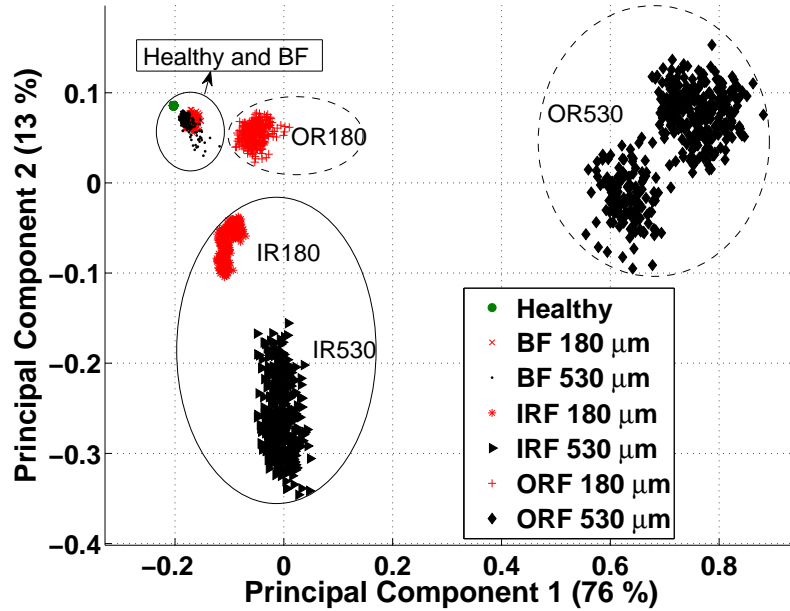 Healthy and BF
OR180
OR530
IR180
IR530
Healthy
BF 180 μm
BF 530 μm
IRF 180 μm
IRF 530 μm
ORF 180 μm
ORF 530 μm
Principal Component 2 (13 %)
0.1
0
−0.1
−0.2
−0.3
−0.4
−0.2
0
0.2
0.4
0.6
0.8
Principal Component 1 (76 %)